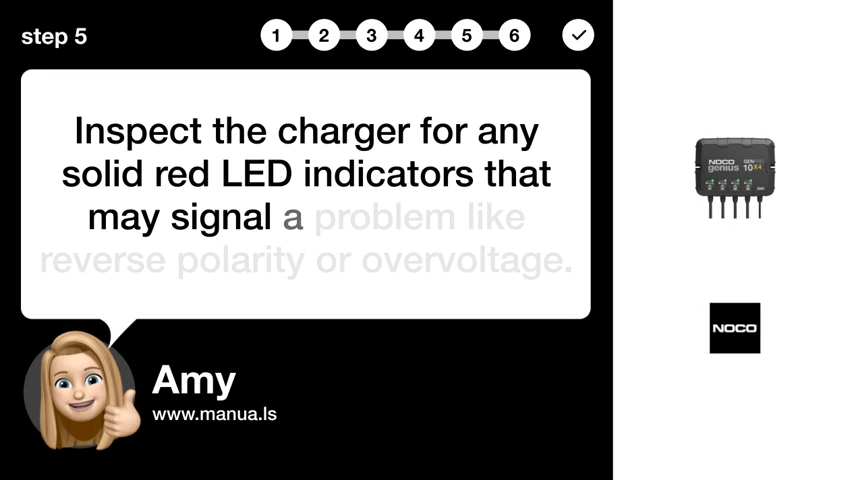 step 5
1 2 3 4 5 6
Inspect the charger for any
solid red LED indicators that
may signal a problem like
reverse polarity or overvoltage.
Amy
www.manua.ls
NOCO
genius
GENPRO
10X4
NOCO